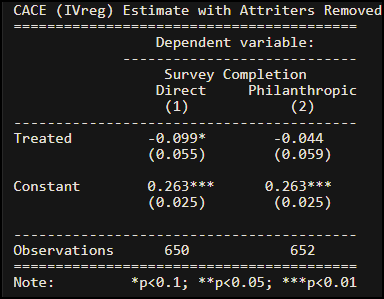 CACE (IVreg) Estimate with Attriters Removed
============================================
Dependent variable:
-----------------------------
Survey Completion
Direct Philanthropic
(1) (2)
--------------------------------------------
Treated -0.099* -0.044
(0.055) (0.059)
Constant 0.263*** 0.263***
(0.025) (0.025)
--------------------------------------------
Observations 650 652
============================================
Note: *p<0.1; **p<0.05; ***p<0.01